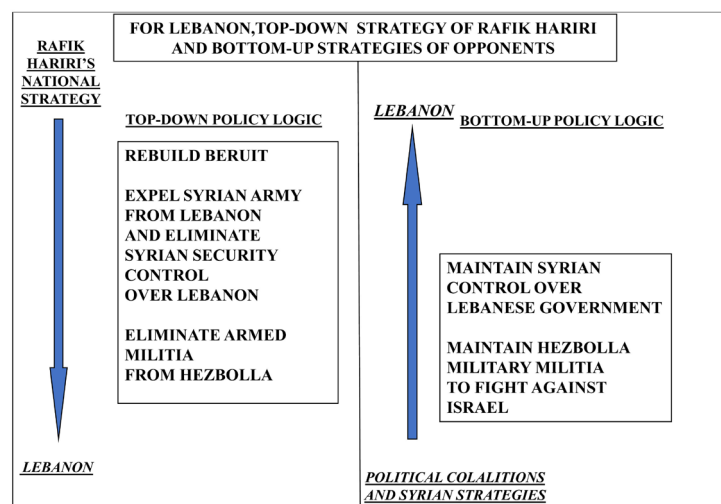 FOR LEBANON,TOP-DOWN STRATEGY OF RAFIK HARIRI
AND BOTTOM-UP STRATEGIES OF OPPONENTS
RAFIK
HARIRI'S
NATIONAL
STRATEGY
TOP-DOWN POLICY LOGIC
REBUILD BERUIT
EXPEL SYRIAN ARMY
FROM LEBANON
AND ELIMINATE
SYRIAN SECURITY
CONTROL
OVER LEBANON
ELIMINATE ARMED
MILITIA
FROM HEZBOLLA
LEBANON
LEBANON
BOTTOM-UP POLICY LOGIC
MAINTAIN SYRIAN
CONTROL OVER
LEBANESE GOVERNMENT
MAINTAIN HEZBOLLA
MILITARY MILITIA
TO FIGHT AGAINST
ISRAEL
POLITICAL COLALITIONS
AND SYRIAN STRATEGIES